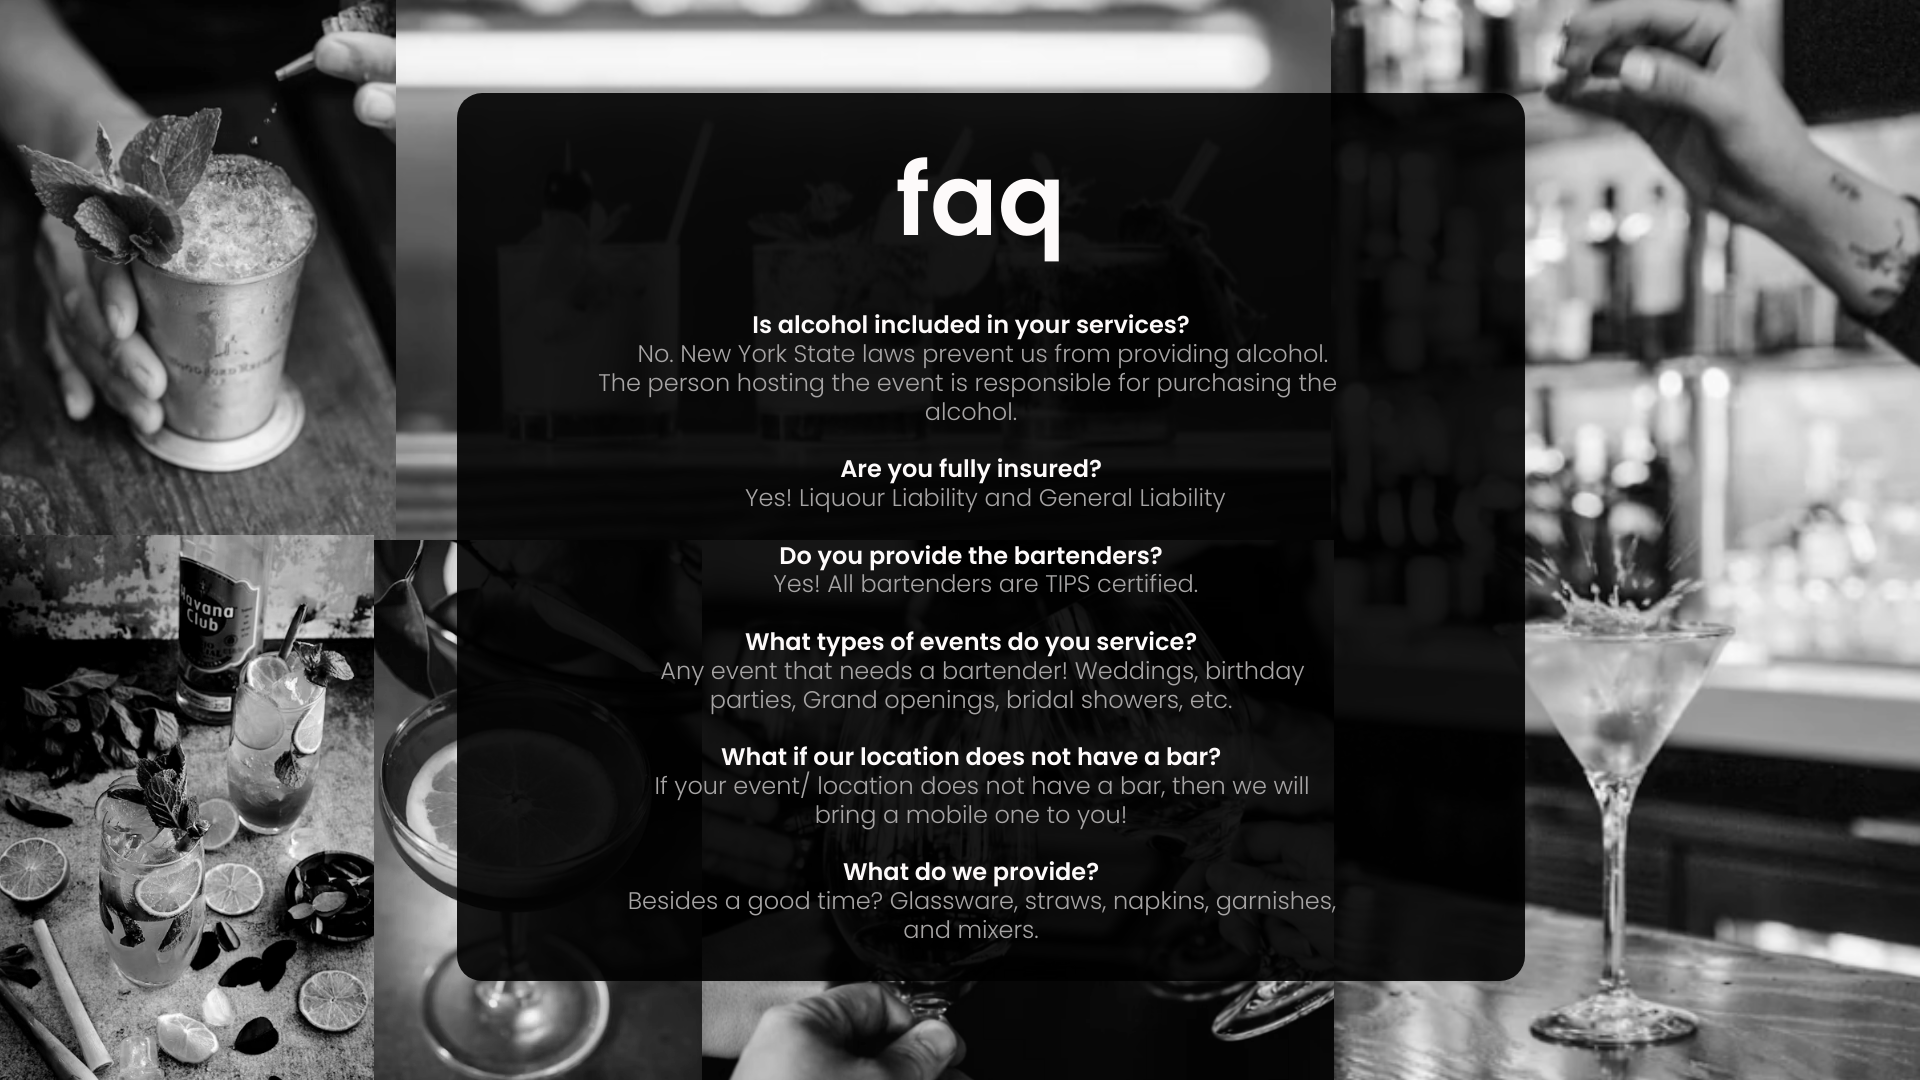 faq
Is alcohol included in your services?
No. New York State laws prevent us from providing alcohol.
The person hosting the event is responsible for purchasing the
alcohol.
Are you fully insured?
Yes! Liquour Liability and General Liability
Do you provide the bartenders?
Yes! All bartenders are TIPS certified.
What types of events do you service?
Any event that needs a bartender! Weddings, birthday
parties, Grand openings, bridal showers, etc.
What if our location does not have a bar?
If your event/ location does not have a bar, then we will
bring a mobile one to you!
What do we provide?
Besides a good time? Glassware, straws, napkins, garnishes,
and mixers.
Havana
Club